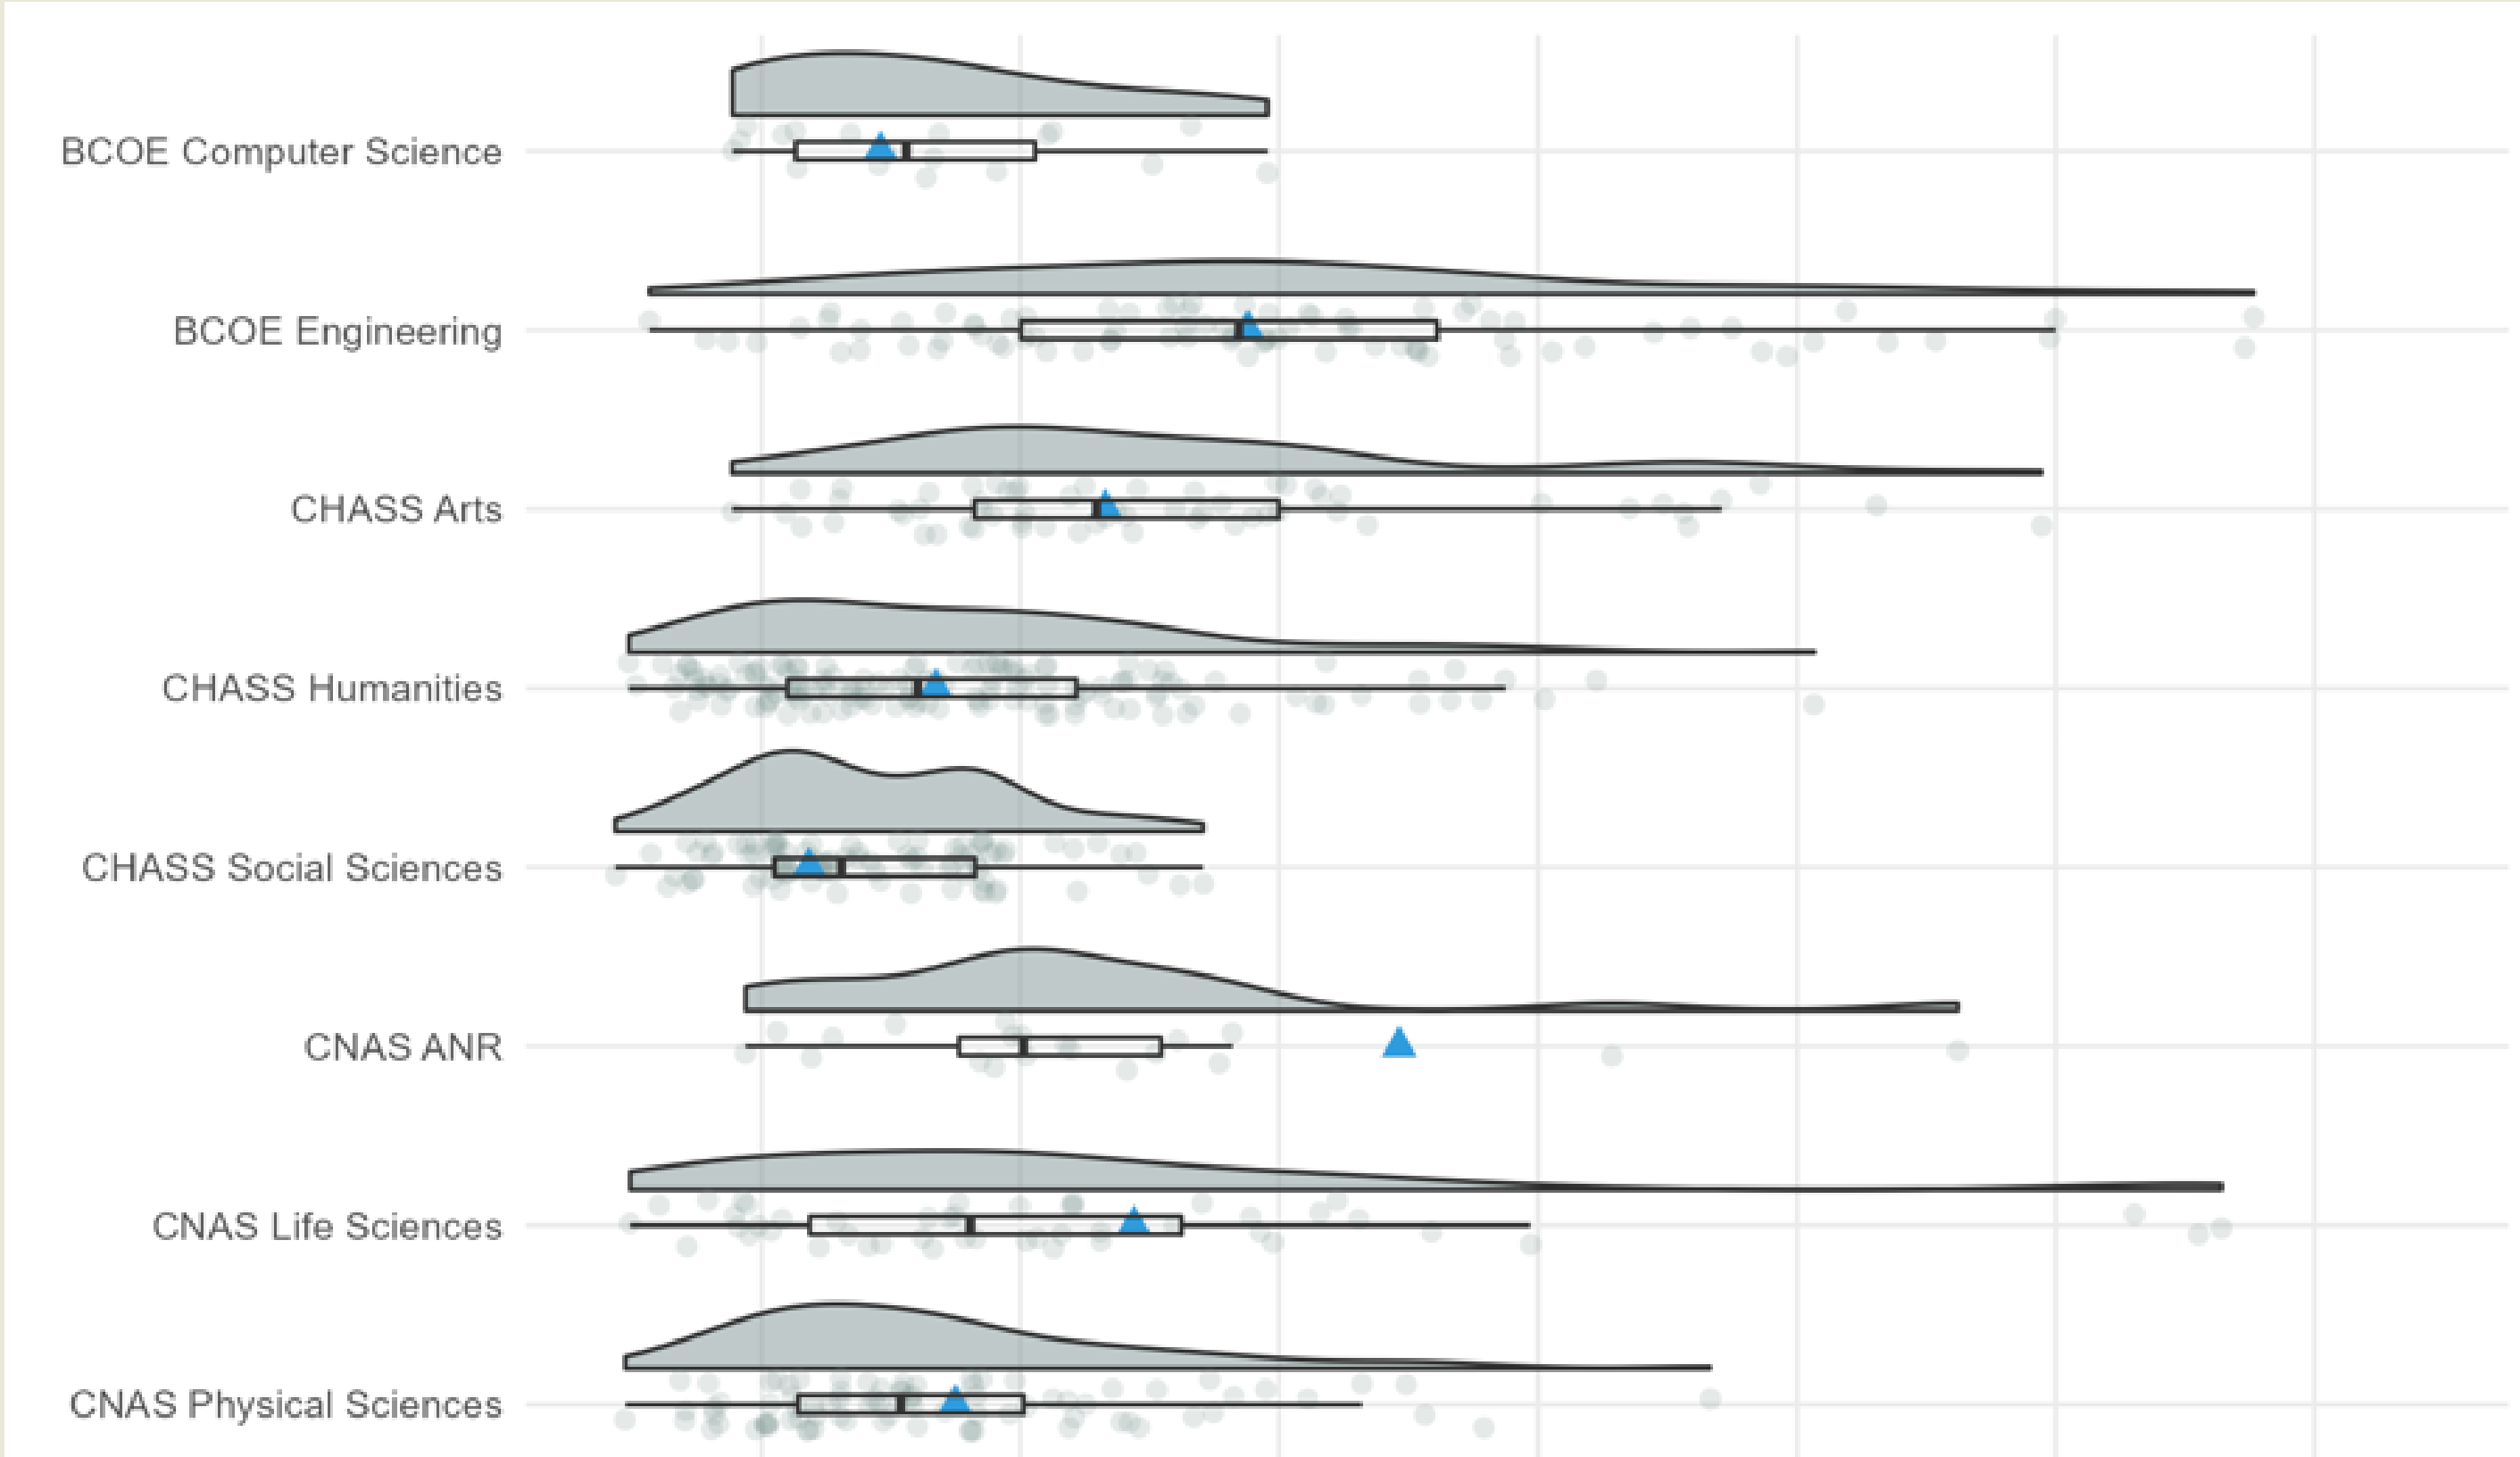 BCOE Computer Science
BCOE Engineering
CHASS Arts
CHASS Humanities
CHASS Social Sciences
CNAS ANR
CNAS Life Sciences
CNAS Physical Sciences